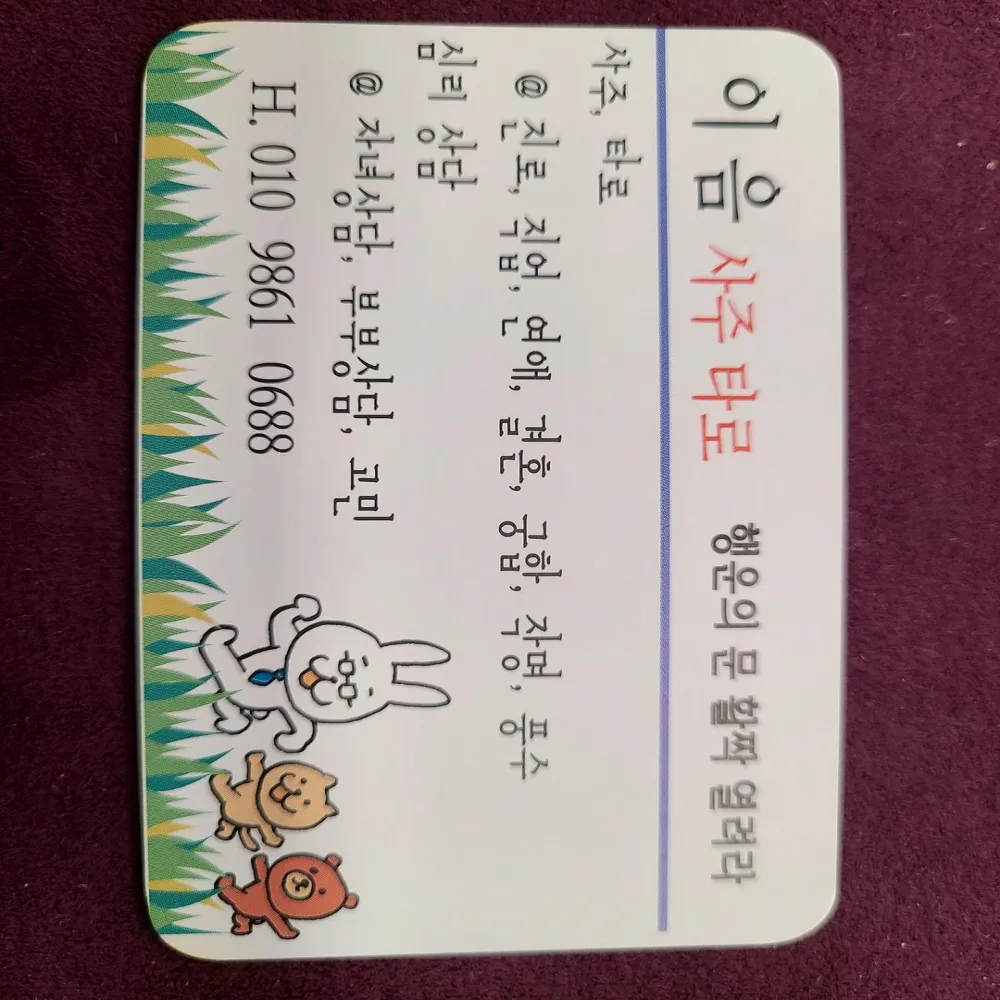 이음 사주 타로 행운의 문 활짝 열려라
사주, 타로
@ 진로, 직업, 연애, 결혼, 궁합, 작명, 풍수
심리 상담
@ 자녀상담, 부부상담, 고민
H. 010 9861 0688